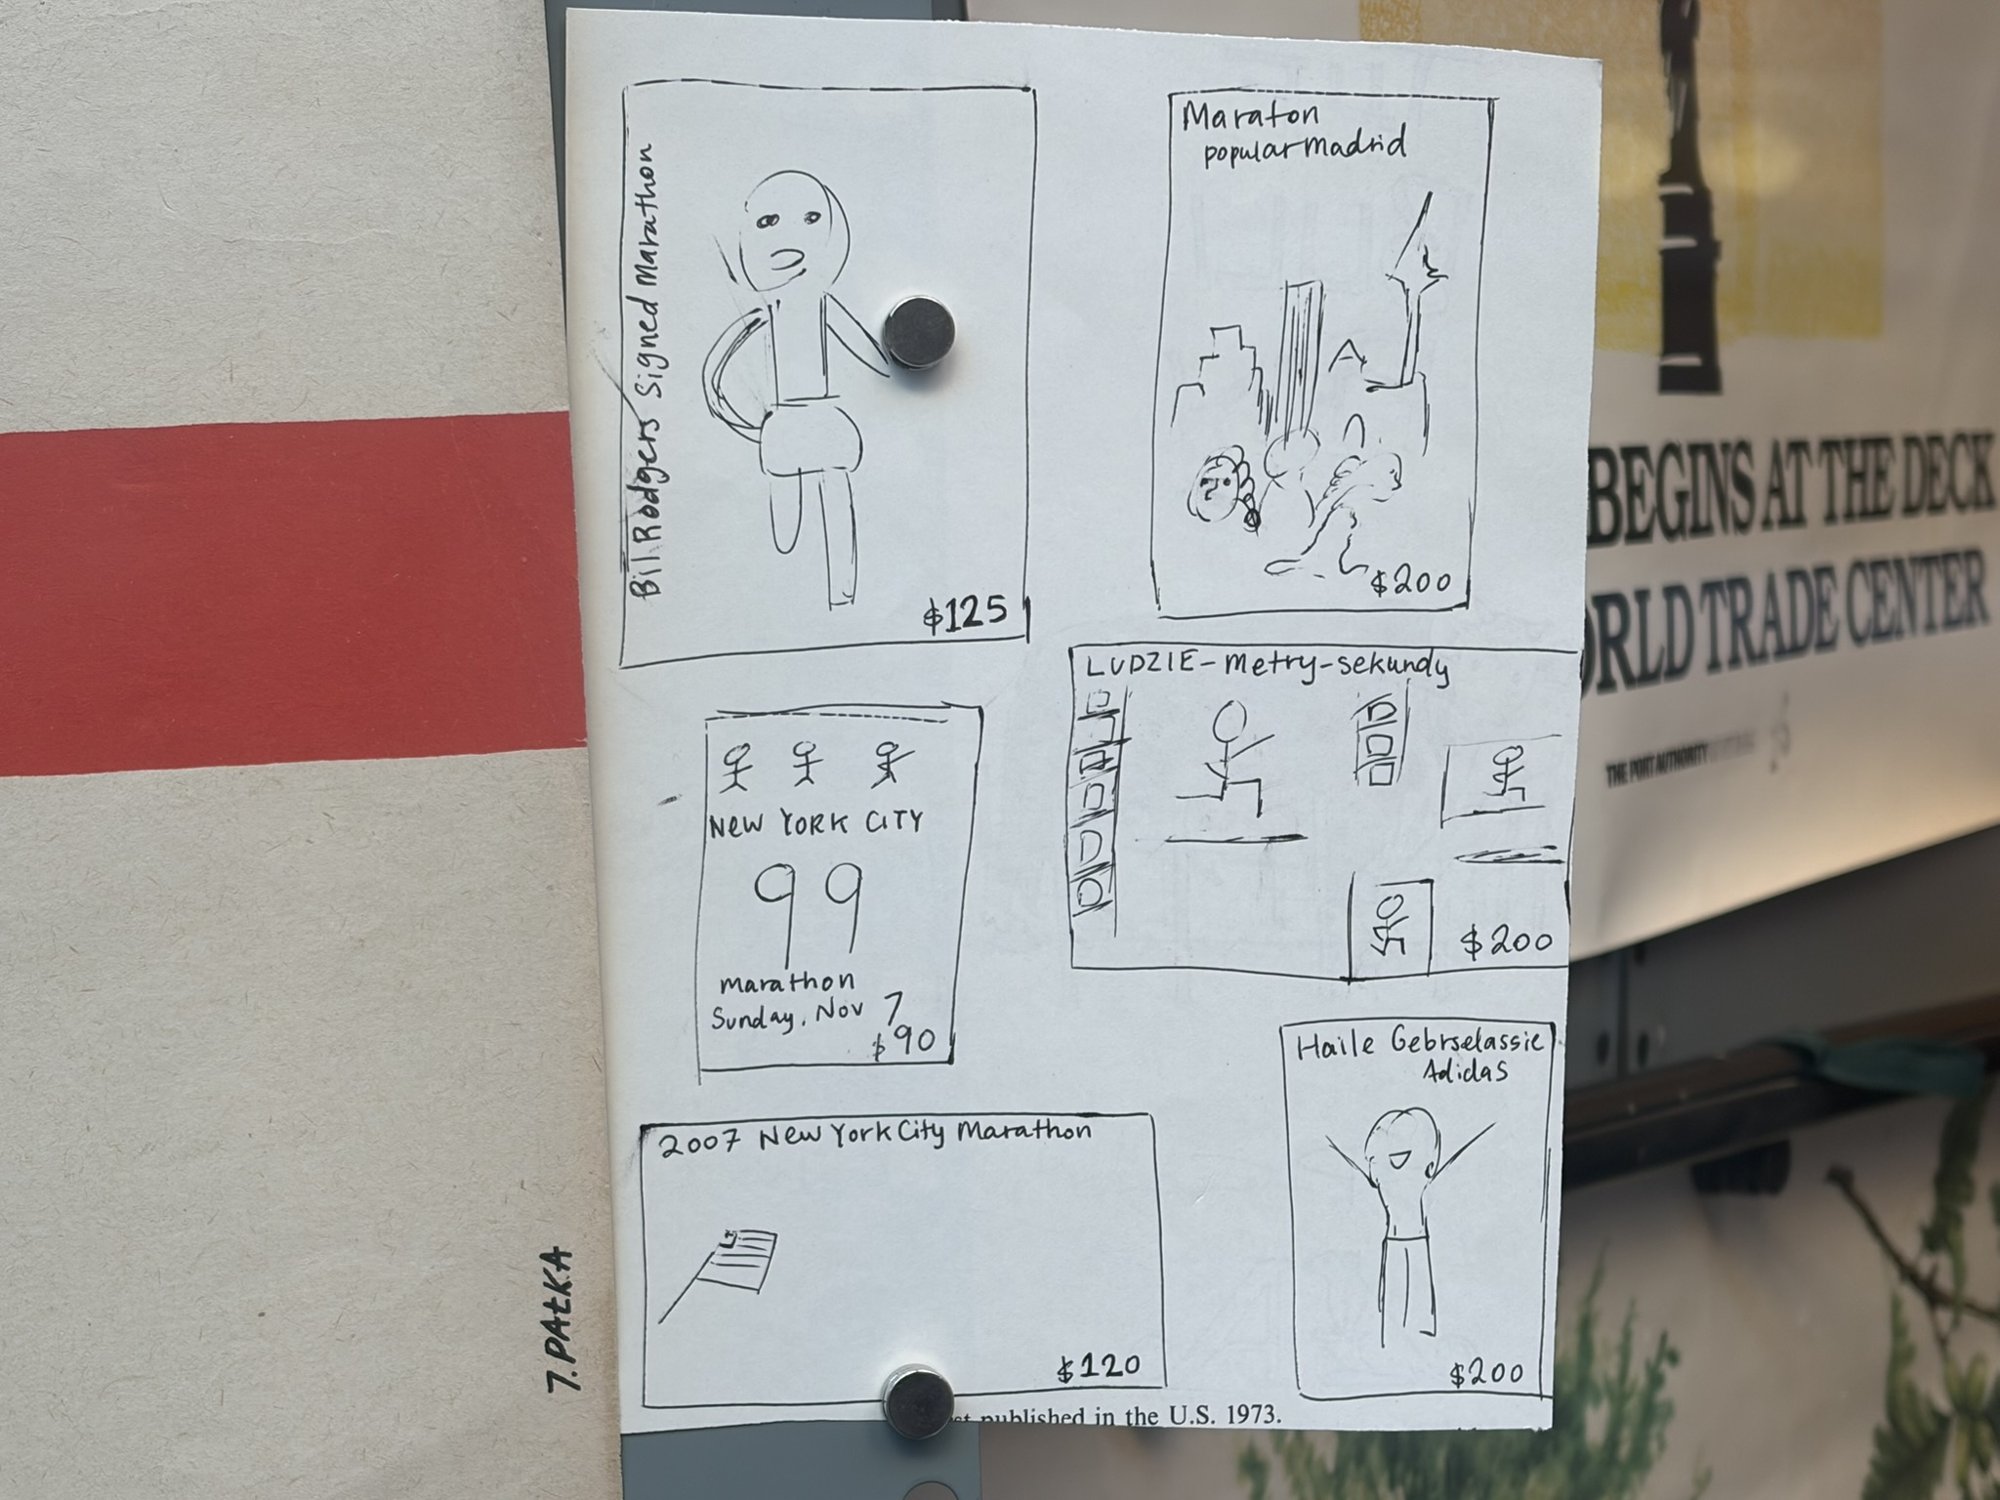 Bill Rodgers Signed Marathon
$125
Maraton
popular Madrid
$200
LUDZIE - Metry - sekundy
$200
NEW YORK CITY
99
Marathon
Sunday, Nov 7
$90
Haile Gebrselassie
Adidas
$200
2007 New York City Marathon
$120
published in the U.S. 1973.
7. PAŁKA
BEGINS AT THE DECK
WORLD TRADE CENTER
THE PORT AUTHORITY